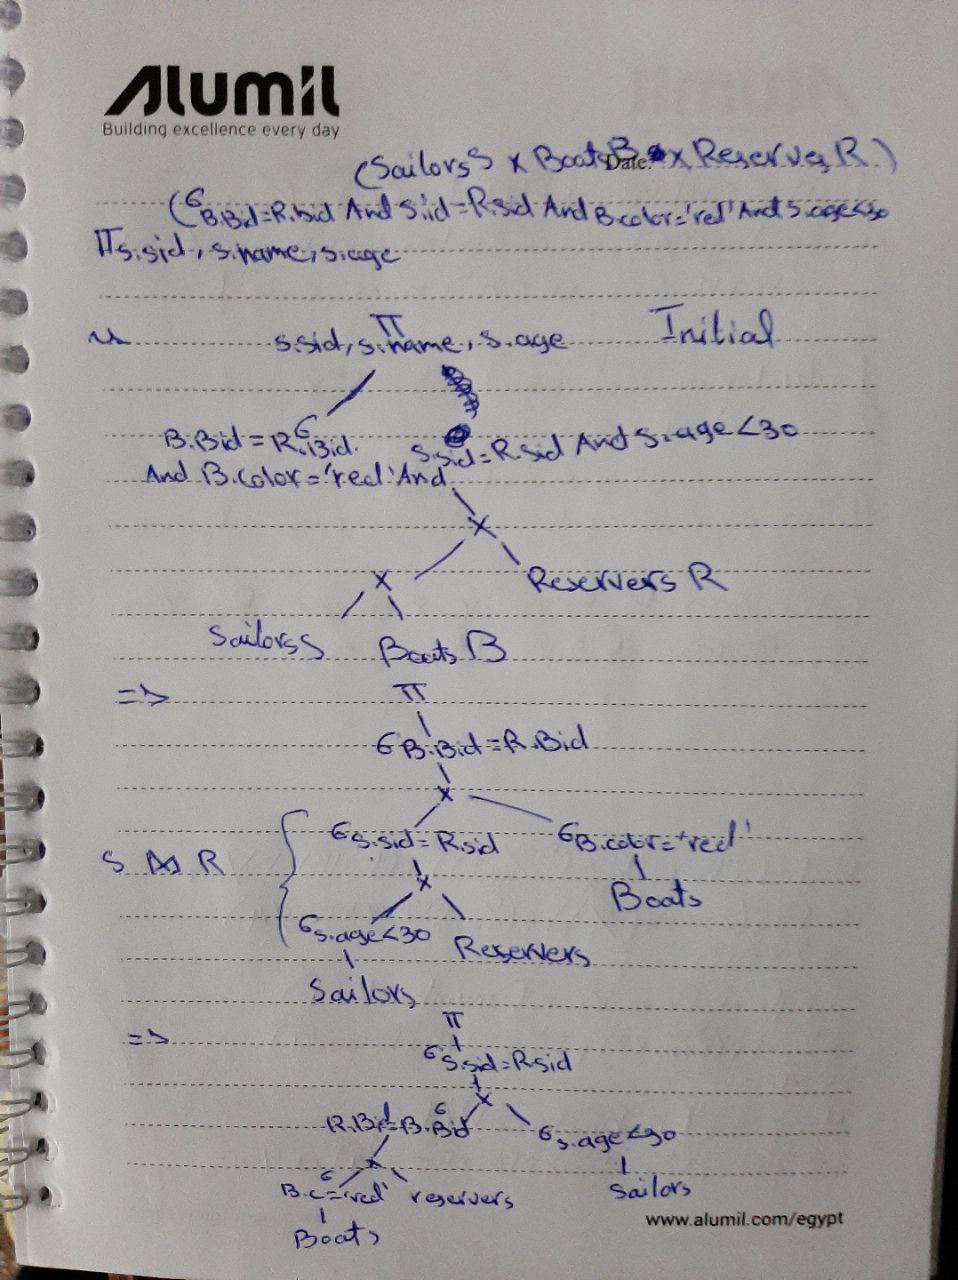 Alumil
Building excellence every day
Date:
(Sailors S x Boats B x Reserves R)
(σ B.Bid=R.bid And S.id=R.sid And B.color='red' And S.age<30
π S.sid, S.name, S.age
π Initial
S.sid, S.name, S.age
σ
B.Bid = R.Bid. S.sid=R.sid And S.age<30
And B.color='red' And
x
x Reservers R
Sailors S Boats B
=> π
σ B.Bid=R.Bid
x
σ S.sid=R.sid σ B.color='red'
S ⋈ R x Boats
σ S.age<30 Reservers
Sailors
π
=> σ S.sid=R.sid
x
R.Bid=B.Bid σ σ S.age<30
x
σ B.c='red' reservers Sailors
Boats
www.alumil.com/egypt